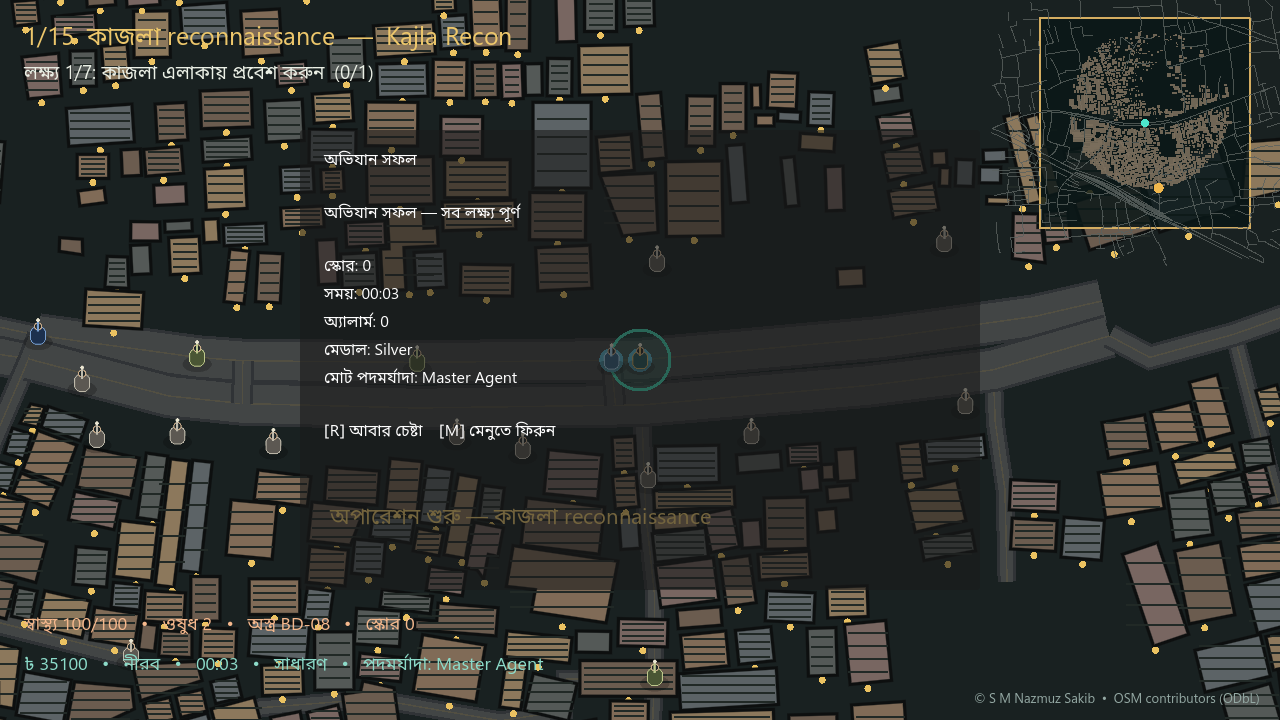 1/15. কাজলা reconnaissance — Kajla Recon
লক্ষ্য 1/7: কাজলা এলাকায় প্রবেশ করুন (0/1)
অভিযান সফল
অভিযান সফল — সব লক্ষ্য পূর্ণ
স্কোর: 0
সময়: 00:03
অ্যালার্ম: 0
মেডাল: Silver
মোট পদমর্যাদা: Master Agent
[R] আবার চেষ্টা [M] মেনুতে ফিরুন
অপারেশন শুরু — কাজলা reconnaissance
স্বাস্থ্য 100/100 • ওষুধ 2 • অস্ত্র BD-08 • স্কোর 0
৳ 35100 • নীরব • 00:03 • সাধারণ • পদমর্যাদা: Master Agent
© S M Nazmuz Sakib • OSM contributors (ODbL)